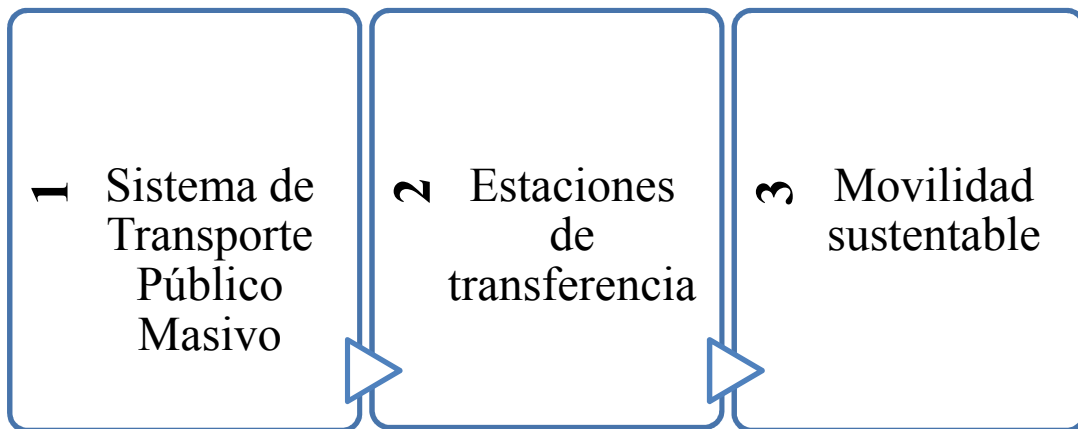 1
Sistema de
Transporte
Público
Masivo
2
Estaciones
de
transferencia
3
Movilidad
sustentable